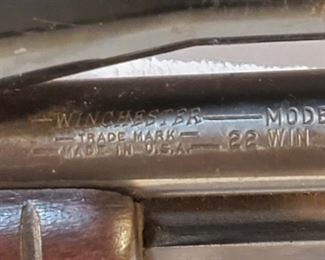 —WINCHESTER— MODE
—TRADE MARK— 22 WIN
—MADE IN U.S.A.—